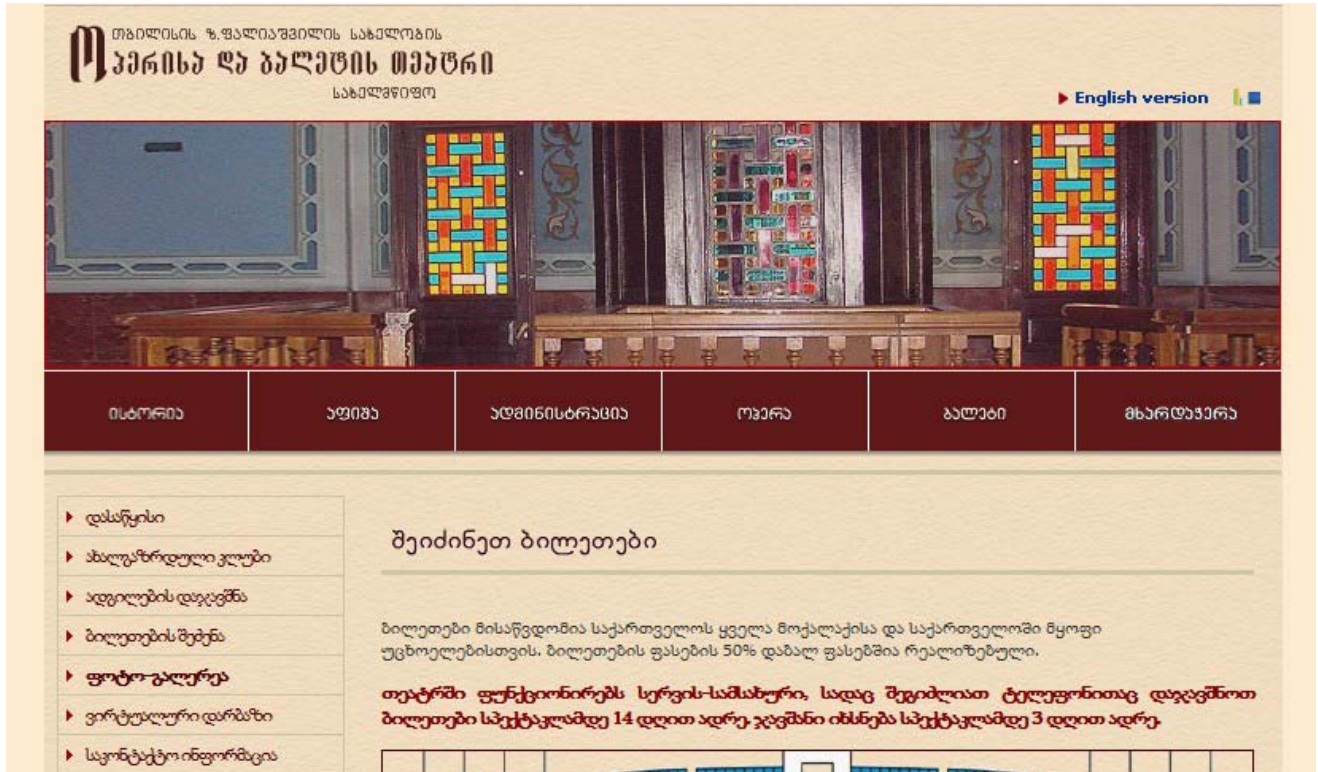 თბილისის ზ.ფალიაშვილის სახელობის
ოპერისა და ბალეტის თეატრი
სახელმწიფო
English version
ისტორია
აფიშა
ადმინისტრაცია
ოპერა
ბალეტი
მხარდაჭერა
დასაწყისი
ახალგაზრდული კლუბი
ადგილების დაჯავშნა
ბილეთების შეძენა
ფოტო-გალერეა
ვირტუალური დარბაზი
საკონტაქტო ინფორმაცია
შეიძინეთ ბილეთები
ბილეთები მისაწვდომია საქართველოს ყველა მოქალაქისა და საქართველოში მყოფი
უცხოელებისთვის. ბილეთების ფასების 50% დაბალ ფასებშია რეალიზებული.
თეატრში ფუნქციონირებს სერვის-სამსახური, სადაც შეგიძლიათ ტელეფონითაც დაჯავშნოთ
ბილეთები სპექტაკლამდე 14 დღით ადრე. ჯავშანი იხსნება სპექტაკლამდე 3 დღით ადრე.